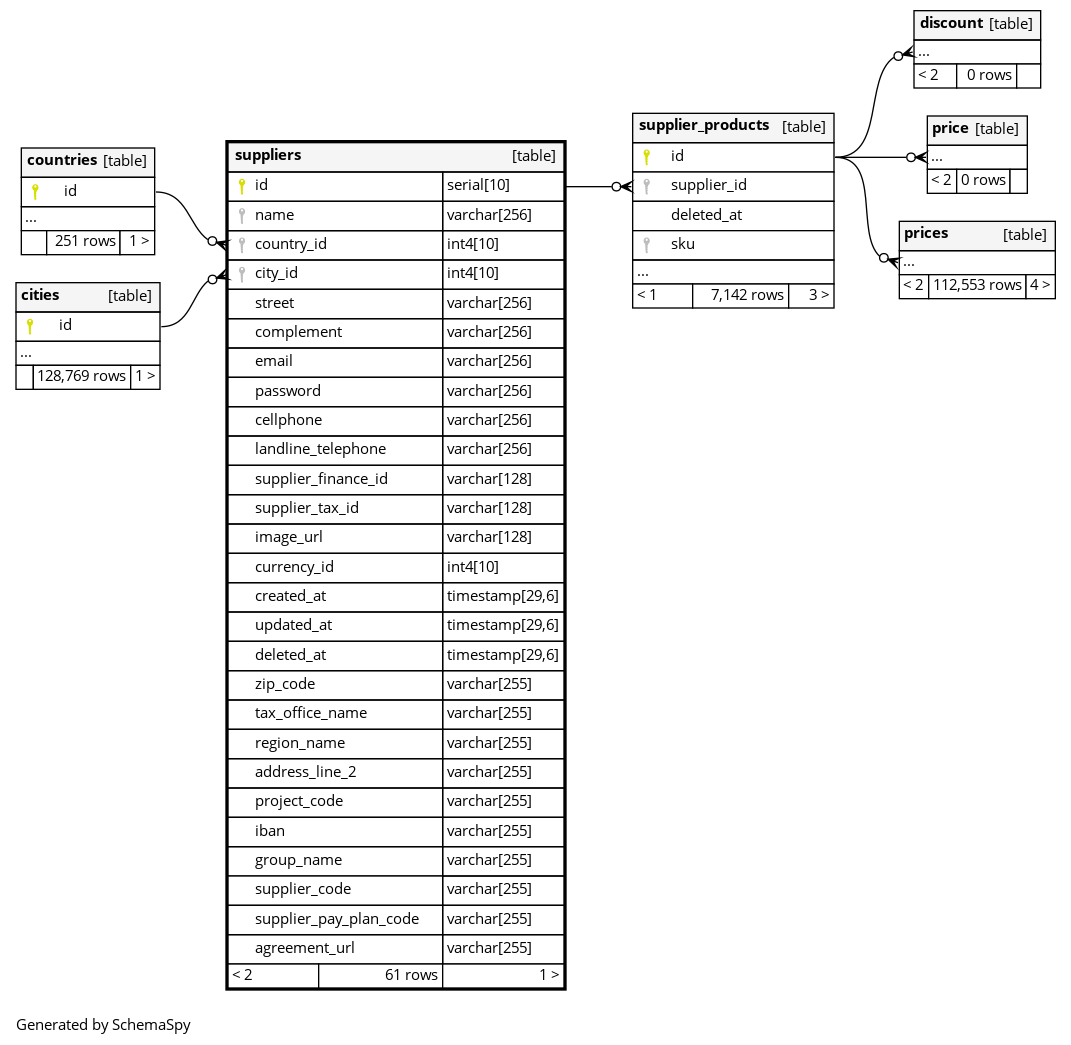 discount [table]
...
< 2 0 rows
price [table]
...
< 2 0 rows
prices [table]
...
< 2 112,553 rows 4 >
supplier_products [table]
id
supplier_id
deleted_at
sku
...
< 1 7,142 rows 3 >
countries [table]
id
...
251 rows 1 >
cities [table]
id
...
128,769 rows 1 >
suppliers [table]
id serial[10]
name varchar[256]
country_id int4[10]
city_id int4[10]
street varchar[256]
complement varchar[256]
email varchar[256]
password varchar[256]
cellphone varchar[256]
landline_telephone varchar[256]
supplier_finance_id varchar[128]
supplier_tax_id varchar[128]
image_url varchar[128]
currency_id int4[10]
created_at timestamp[29,6]
updated_at timestamp[29,6]
deleted_at timestamp[29,6]
zip_code varchar[255]
tax_office_name varchar[255]
region_name varchar[255]
address_line_2 varchar[255]
project_code varchar[255]
iban varchar[255]
group_name varchar[255]
supplier_code varchar[255]
supplier_pay_plan_code varchar[255]
agreement_url varchar[255]
< 2 61 rows 1 >
Generated by SchemaSpy